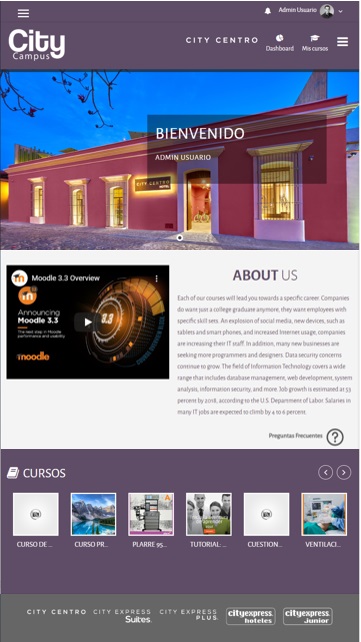 Admin Usuario
City
Campus
CITY CENTRO
Dashboard
Mis cursos
BIENVENIDO
ADMIN USUARIO
CITY CENTRO
Moodle 3.3 Overview
Announcing
Moodle 3.3
The next step in Moodle
performance and usability
moodle
ABOUT US
Each of our courses will lead you towards a specific career. Companies
do want just a college graduate anymore, they want employees with
specific skill sets. An explosion of social media, new devices, such as
tablets and smart phones, and increased Internet usage, companies
are increasing their IT staff. In addition, many new businesses are
seeking more programmers and designers. Data security concerns
continue to grow. The field of Information Technology covers a wide
range that includes database management, web development, system
analysis, information security, and more. Job growth is estimated at 53
percent by 2018, according to the U.S. Department of Labor. Salaries in
many IT jobs are expected to climb by 4 to 6 percent.
Preguntas Frecuentes
CURSOS
CURSO DE ...
CURSO PR...
PLARRE 95...
TUTORIAL: ...
CUESTION...
VENTILACI...
CITY CENTRO
CITY EXPRESS
Suites.
CITY EXPRESS
PLUS.
cityexpress
hoteles
cityexpress
Junior